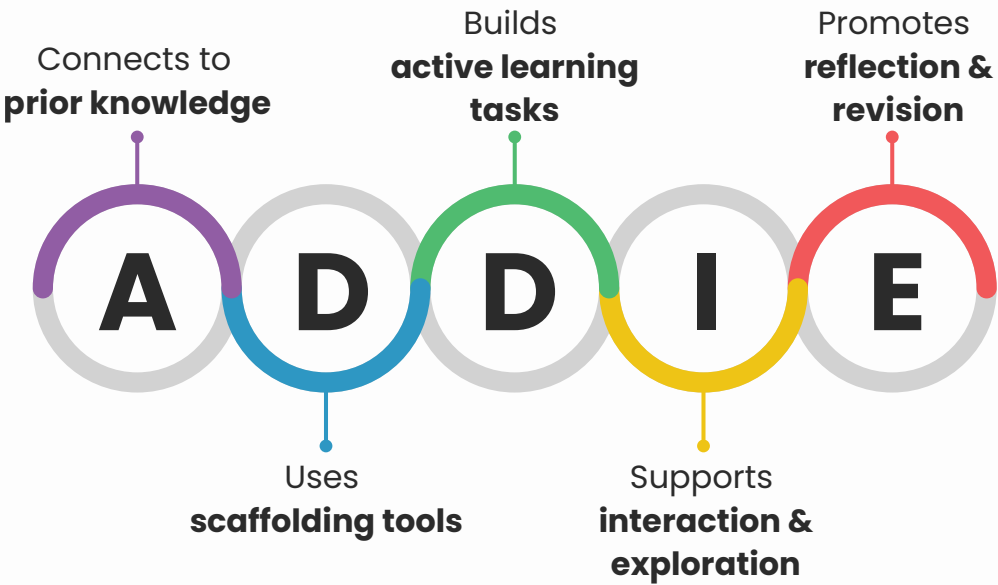 Connects to
prior knowledge
Builds
active learning
tasks
Promotes
reflection &
revision
A D D I E
Uses
scaffolding tools
Supports
interaction &
exploration